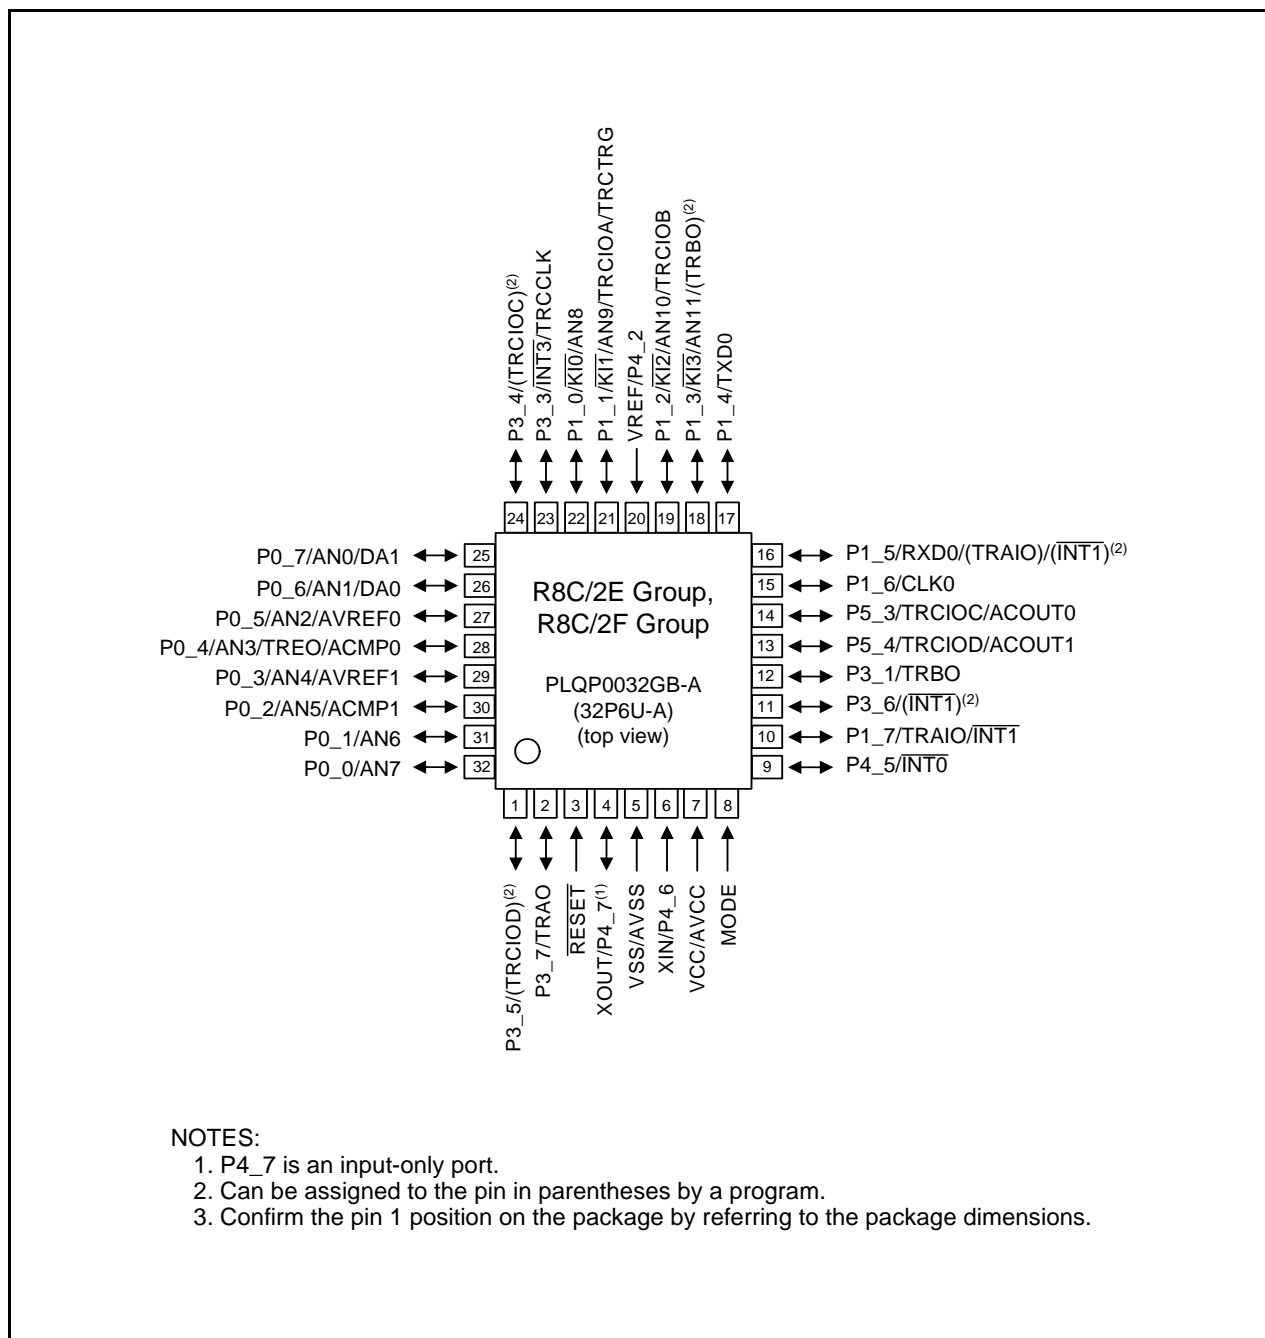 P3_4/(TRCIOC)(2)
P3_3/INT3/TRCCLK
P1_0/KI0/AN8
P1_1/KI1/AN9/TRCIOA/TRCTRG
VREF/P4_2
P1_2/KI2/AN10/TRCIOB
P1_3/KI3/AN11/(TRBO)(2)
P1_4/TXD0
24 23 22 21 20 19 18 17
P0_7/AN0/DA1 25
P0_6/AN1/DA0 26
P0_5/AN2/AVREF0 27
P0_4/AN3/TREO/ACMP0 28
P0_3/AN4/AVREF1 29
P0_2/AN5/ACMP1 30
P0_1/AN6 31
P0_0/AN7 32
R8C/2E Group,
R8C/2F Group
PLQP0032GB-A
(32P6U-A)
(top view)
16 P1_5/RXD0/(TRAIO)/(INT1)(2)
15 P1_6/CLK0
14 P5_3/TRCIOC/ACOUT0
13 P5_4/TRCIOD/ACOUT1
12 P3_1/TRBO
11 P3_6/(INT1)(2)
10 P1_7/TRAIO/INT1
9 P4_5/INT0
1 2 3 4 5 6 7 8
P3_5/(TRCIOD)(2)
P3_7/TRAO
RESET
XOUT/P4_7(1)
VSS/AVSS
XIN/P4_6
VCC/AVCC
MODE
NOTES:
1. P4_7 is an input-only port.
2. Can be assigned to the pin in parentheses by a program.
3. Confirm the pin 1 position on the package by referring to the package dimensions.